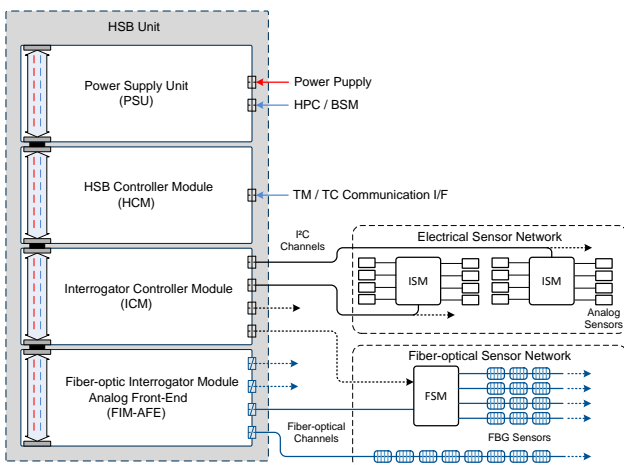 HSB Unit
Power Supply Unit
(PSU)
Power Pupply
HPC / BSM
HSB Controller Module
(HCM)
TM / TC Communication I/F
I²C
Channels
Electrical Sensor Network
ISM
ISM
Analog
Sensors
Interrogator Controller Module
(ICM)
Fiber-optical Sensor Network
Fiber-optic Interrogator Module
Analog Front-End
(FIM-AFE)
FSM
Fiber-optical
Channels
FBG Sensors